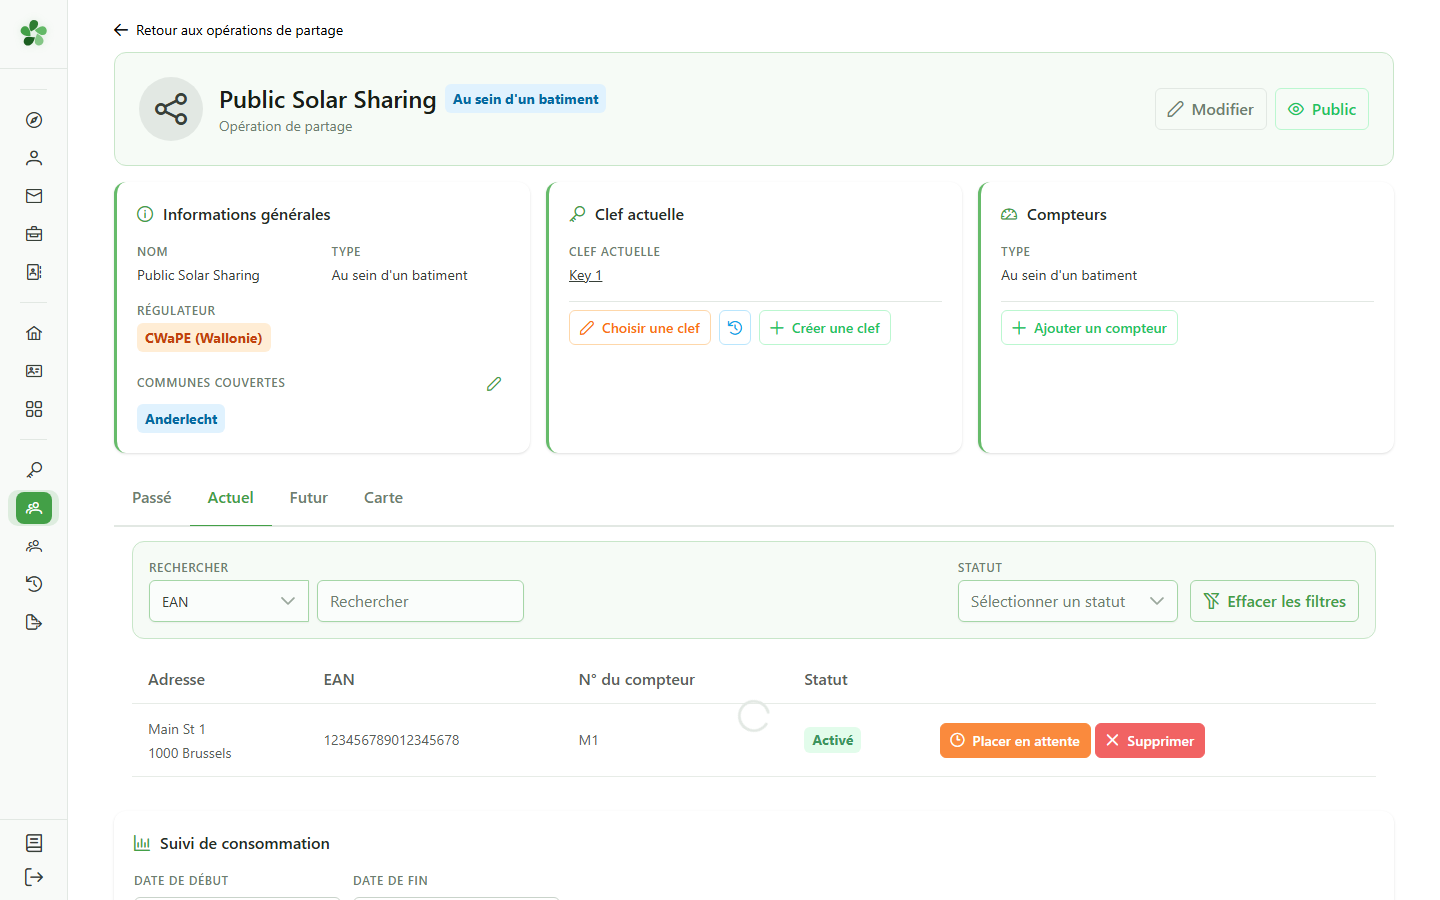 Retour aux opérations de partage
Public Solar Sharing
Au sein d'un batiment
Opération de partage
Modifier
Public
Informations générales
NOM
TYPE
Public Solar Sharing
Au sein d'un batiment
RÉGULATEUR
CWaPE (Wallonie)
COMMUNES COUVERTES
Anderlecht
Clef actuelle
CLEF ACTUELLE
Key 1
Choisir une clef
Créer une clef
Compteurs
TYPE
Au sein d'un batiment
Ajouter un compteur
Passé
Actuel
Futur
Carte
RECHERCHER
EAN
Rechercher
STATUT
Sélectionner un statut
Effacer les filtres
Adresse
EAN
N° du compteur
Statut
Main St 1
1000 Brussels
123456789012345678
M1
Activé
Placer en attente
Supprimer
Suivi de consommation
DATE DE DÉBUT
DATE DE FIN